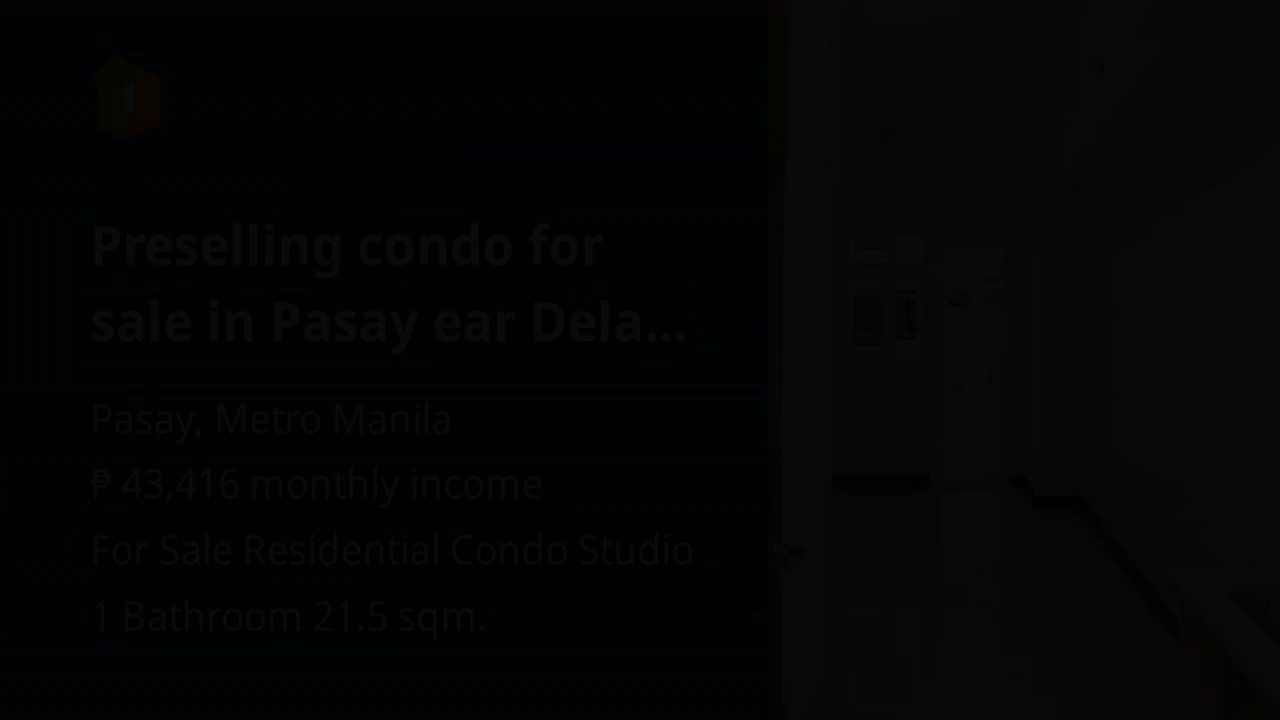 Preselling condo for
sale in Pasay ear Dela...
Pasay, Metro Manila
₱ 43,416 monthly income
For Sale Residential Condo Studio
1 Bathroom 21.5 sqm.